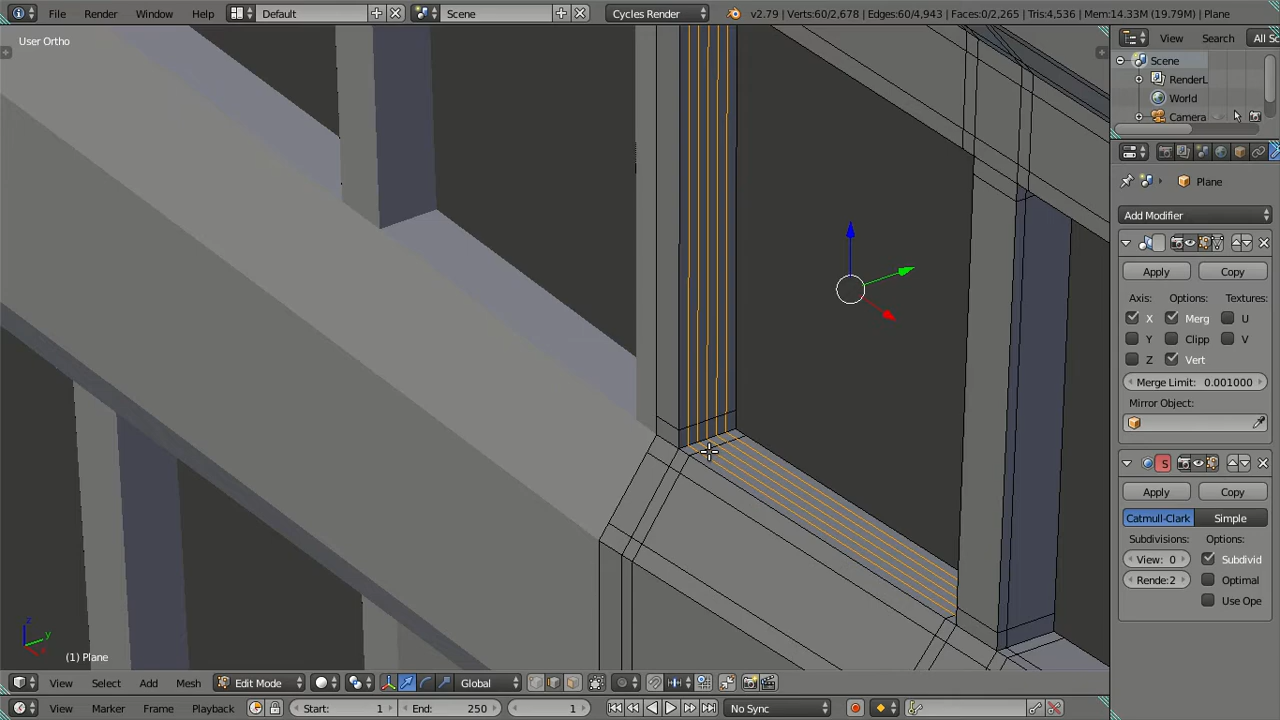 File Render Window Help Default Scene Cycles Render v2.79 | Verts:60/2,678 | Edges:60/4,943 | Faces:0/2,265 | Tris:4,536 | Mem:14.33M (19.79M) | Plane
User Ortho
View Search All Sc
Scene
RenderL
World
Camera
Plane
Add Modifier
Apply Copy
Axis: Options: Textures:
X Merg U
Y Clipp V
Z Vert
Merge Limit: 0.001000
Mirror Object:
S
Apply Copy
Catmull-Clark Simple
Subdivisions: Options:
View: 0 Subdivid
Rende:2 Optimal
Use Ope
z
y
x
(1) Plane
View Select Add Mesh Edit Mode Global
View Marker Frame Playback Start: 1 End: 250 1 No Sync